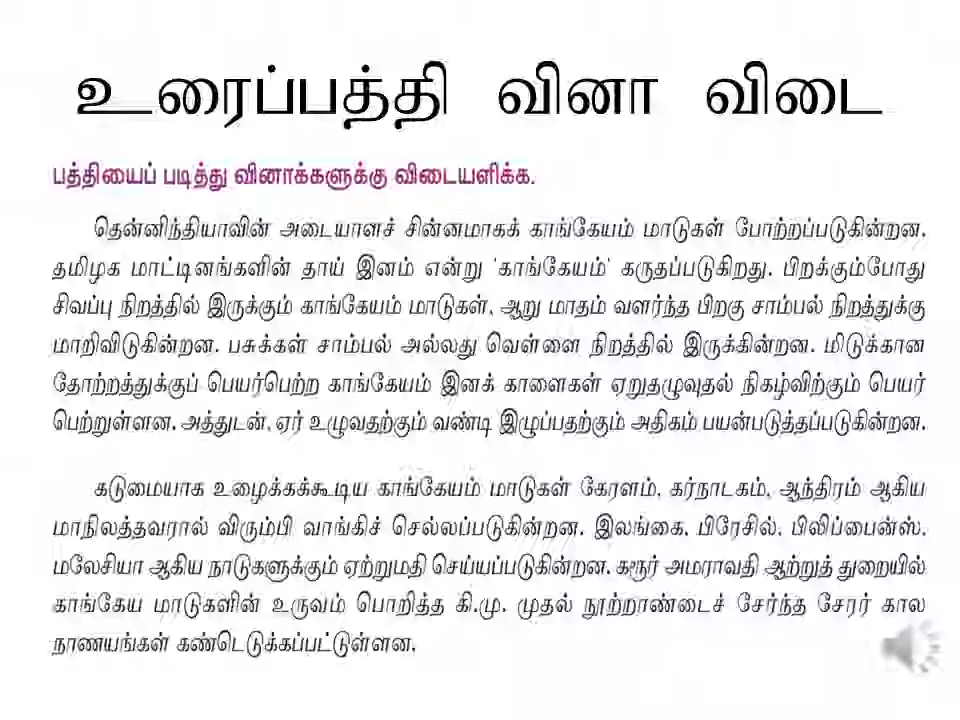 உரைப்பத்தி வினா விடை
பத்தியைப் படித்து வினாக்களுக்கு விடையளிக்க.
தென்னிந்தியாவின் அடையாளச் சின்னமாகக் காங்கேயம் மாடுகள் போற்றப்படுகின்றன.
தமிழக மாட்டினங்களின் தாய் இனம் என்று 'காங்கேயம்' கருதப்படுகிறது. பிறக்கும்போது
சிவப்பு நிறத்தில் இருக்கும் காங்கேயம் மாடுகள், ஆறு மாதம் வளர்ந்த பிறகு சாம்பல் நிறத்துக்கு
மாறிவிடுகின்றன. பசுக்கள் சாம்பல் அல்லது வெள்ளை நிறத்தில் இருக்கின்றன. மிடுக்கான
தோற்றத்துக்குப் பெயர்பெற்ற காங்கேயம் இனக் காளைகள் ஏறுதழுவுதல் நிகழ்விற்கும் பெயர்
பெற்றுள்ளன. அத்துடன், ஏர் உழுவதற்கும் வண்டி இழுப்பதற்கும் அதிகம் பயன்படுத்தப்படுகின்றன.
கடுமையாக உழைக்கக்கூடிய காங்கேயம் மாடுகள் கேரளம், கர்நாடகம், ஆந்திரம் ஆகிய
மாநிலத்தவரால் விரும்பி வாங்கிச் செல்லப்படுகின்றன. இலங்கை, பிரேசில், பிலிப்பைன்ஸ்,
மலேசியா ஆகிய நாடுகளுக்கும் ஏற்றுமதி செய்யப்படுகின்றன. கரூர் அமராவதி ஆற்றுத் துறையில்
காங்கேய மாடுகளின் உருவம் பொறித்த கி.மு. முதல் நூற்றாண்டைச் சேர்ந்த சேரர் கால
நாணயங்கள் கண்டெடுக்கப்பட்டுள்ளன.